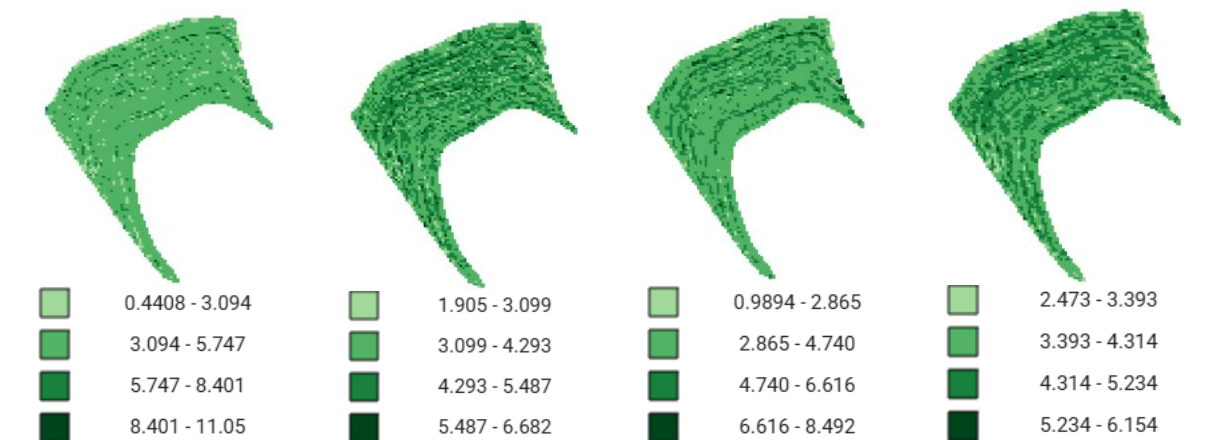 0.4408 - 3.094 1.905 - 3.099 0.9894 - 2.865 2.473 - 3.393
3.094 - 5.747 3.099 - 4.293 2.865 - 4.740 3.393 - 4.314
5.747 - 8.401 4.293 - 5.487 4.740 - 6.616 4.314 - 5.234
8.401 - 11.05 5.487 - 6.682 6.616 - 8.492 5.234 - 6.154